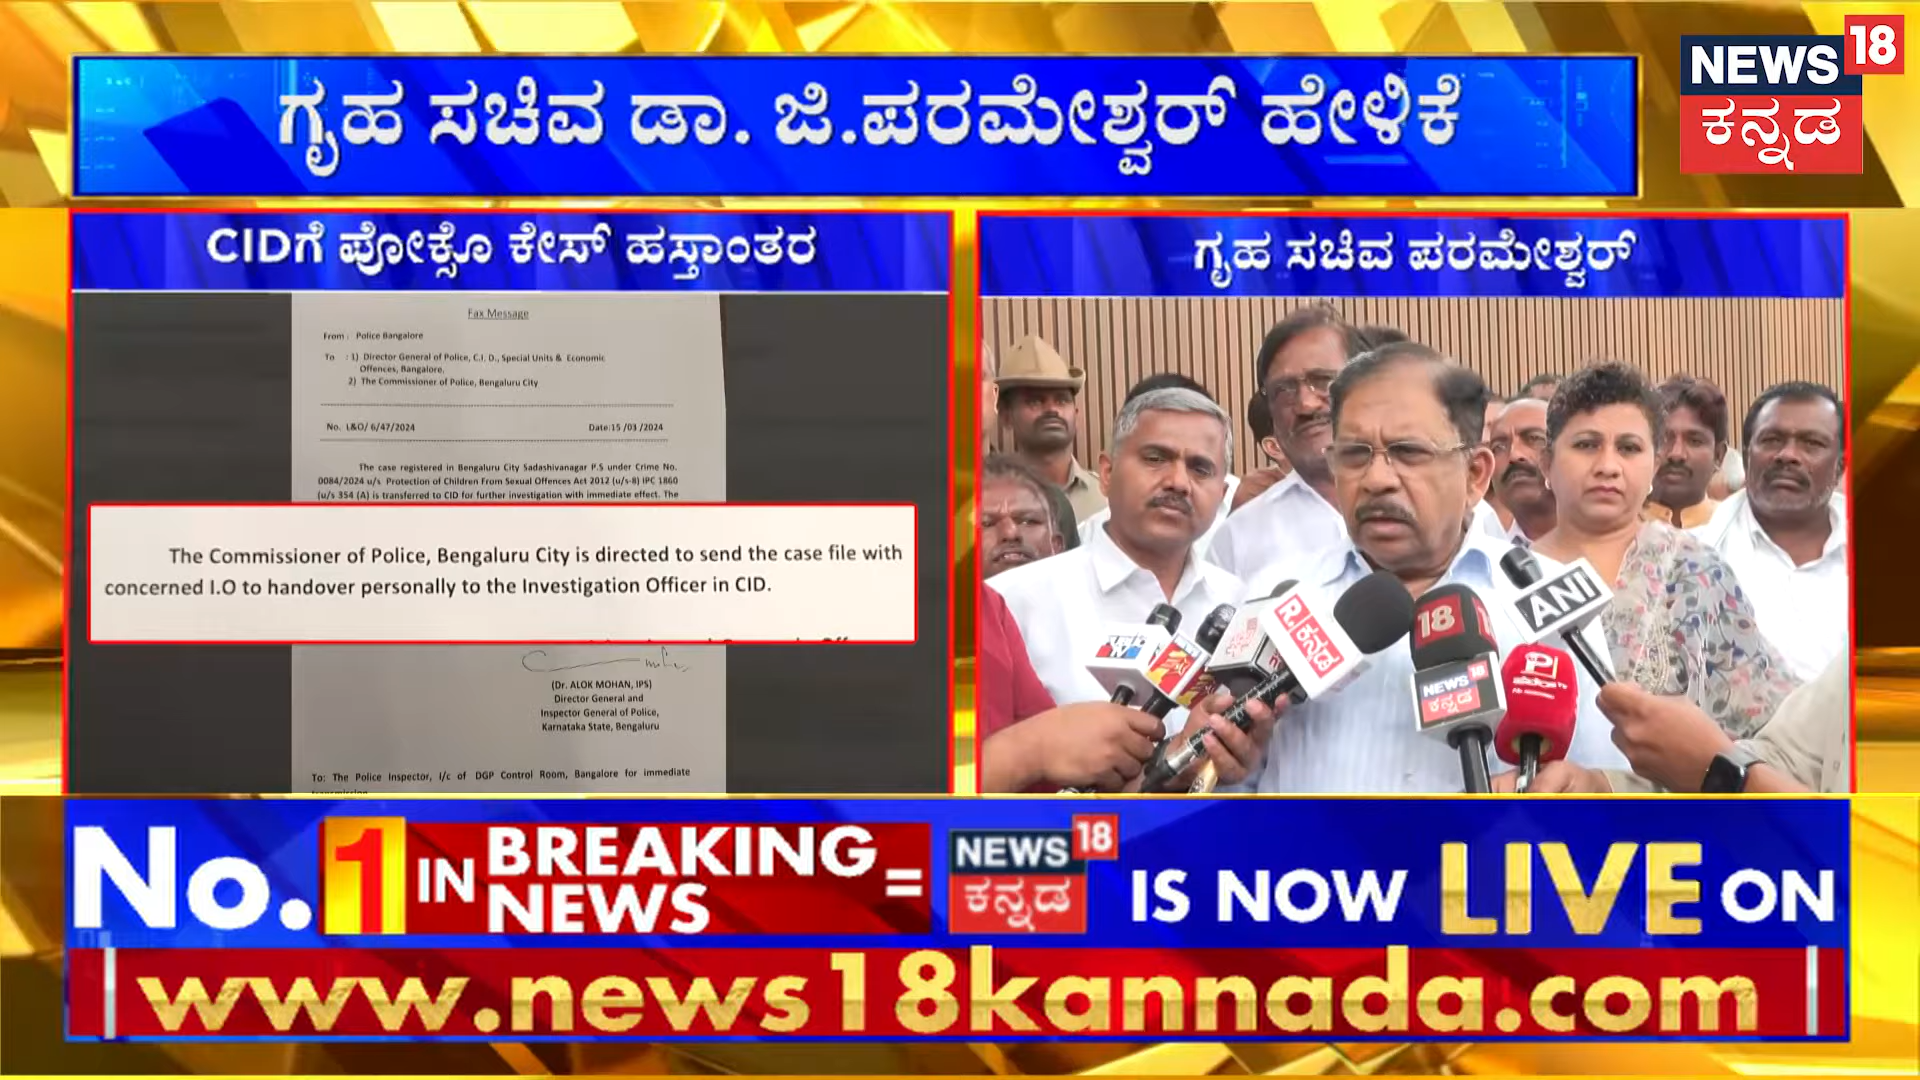 NEWS 18
ಕನ್ನಡ
ಗೃಹ ಸಚಿವ ಡಾ. ಜಿ.ಪರಮೇಶ್ವರ್ ಹೇಳಿಕೆ
CIDಗೆ ಪೋಕ್ಸೊ ಕೇಸ್ ಹಸ್ತಾಂತರ
Fax Message
From : Police Bangalore
To : 1) Director General of Police, C.I. D., Special Units & Economic
Offences, Bangalore.
2) The Commissioner of Police, Bengaluru City
No. L&O/ 6/47/2024 Date:15 /03 /2024
The case registered in Bengaluru City Sadashivanagar P.S under Crime No.
0084/2024 u/s Protection of Children From Sexual Offences Act 2012 (u/s-8) IPC 1860
(u/s 354 (A) is transferred to CID for further investigation with immediate effect. The
The Commissioner of Police, Bengaluru City is directed to send the case file with
concerned I.O to handover personally to the Investigation Officer in CID.
(Dr. ALOK MOHAN, IPS)
Director General and
Inspector General of Police,
Karnataka State, Bengaluru
To: The Police Inspector, I/c of DGP Control Room, Bangalore for immediate
ಗೃಹ ಸಚಿವ ಪರಮೇಶ್ವರ್
R.ಕನ್ನಡ
18
NEWS 18
ಕನ್ನಡ
ANI
P
No.1 IN BREAKING NEWS = NEWS 18 ಕನ್ನಡ IS NOW LIVE ON
www.news18kannada.com